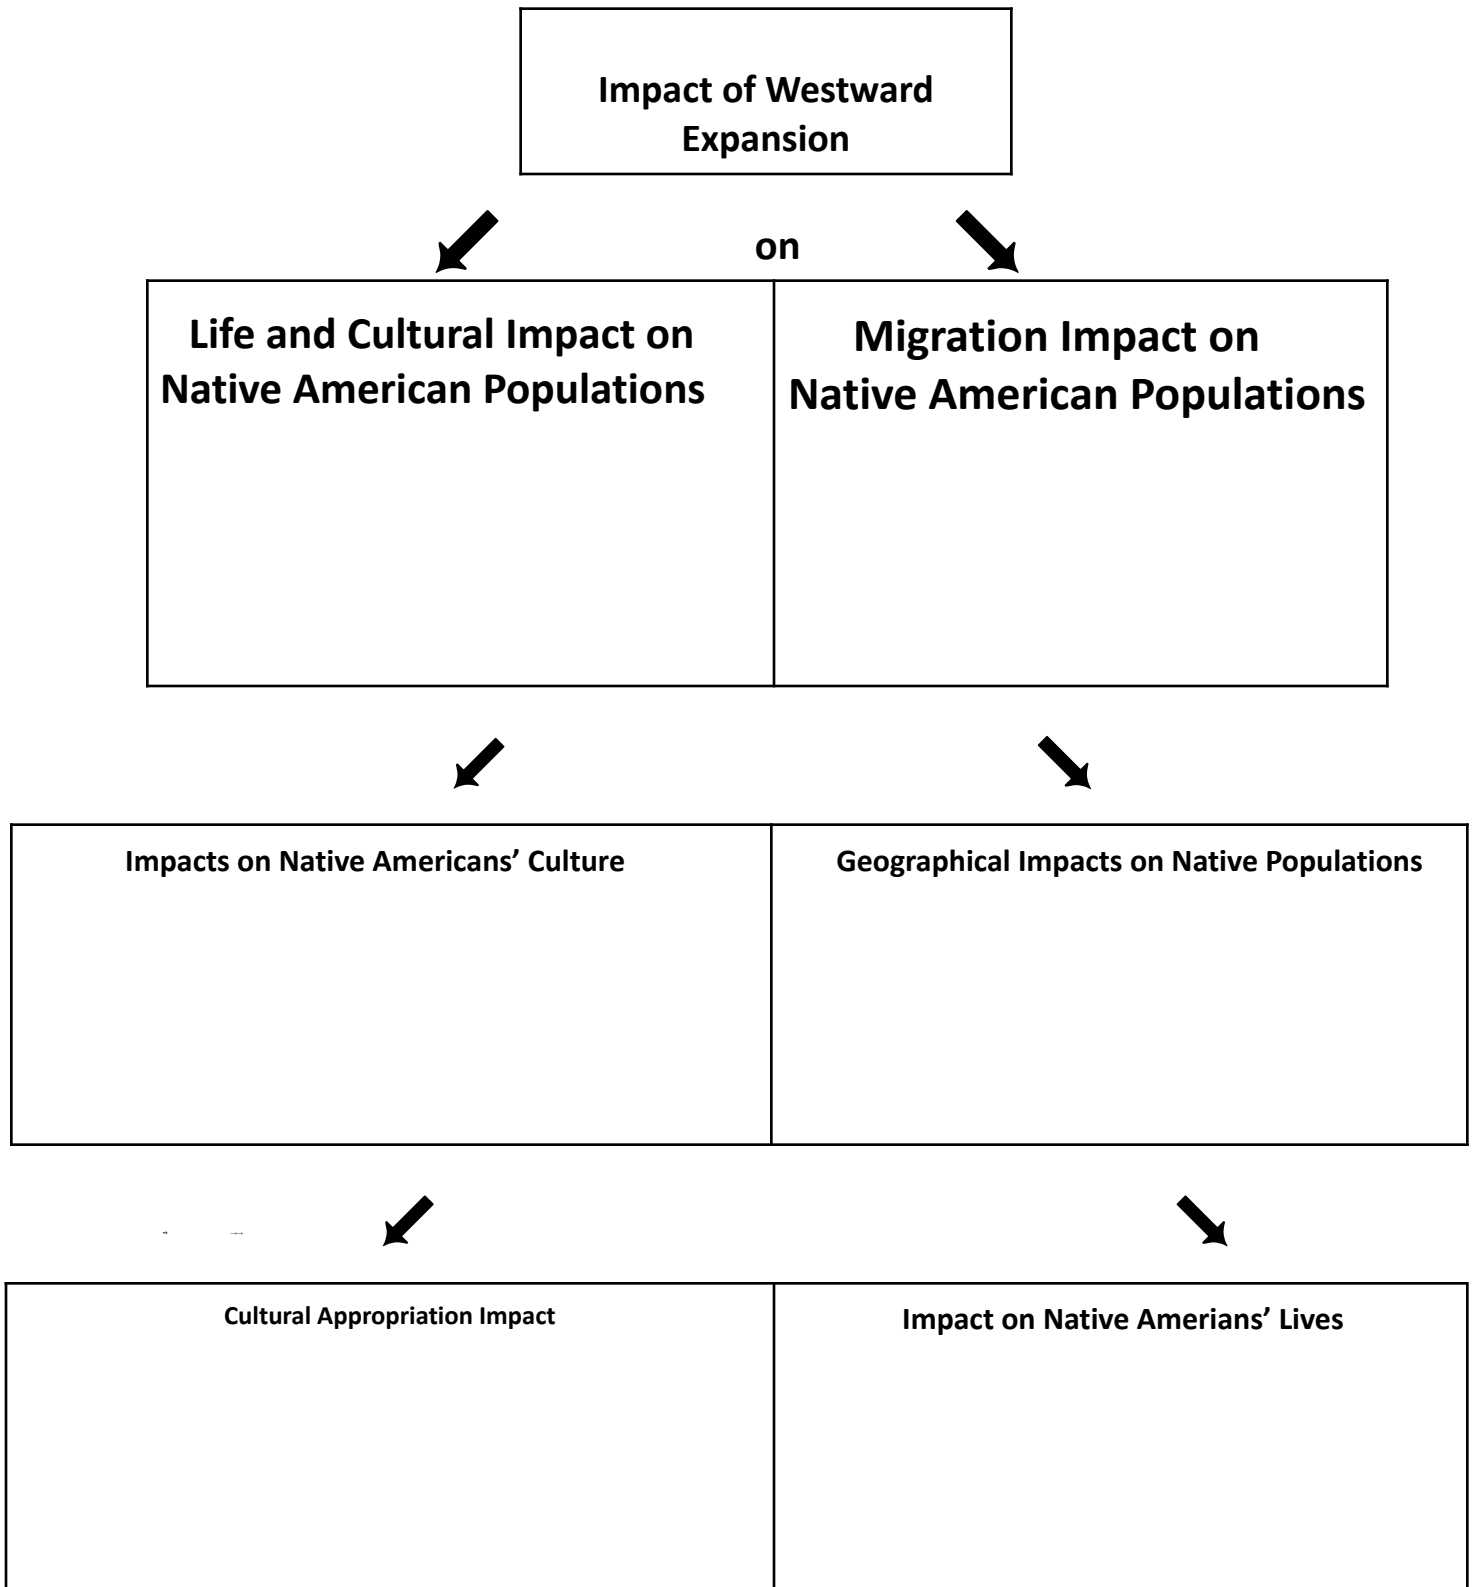 Impact of Westward
Expansion
on
Life and Cultural Impact on
Native American Populations
Migration Impact on
Native American Populations
Impacts on Native Americans’ Culture
Geographical Impacts on Native Populations
Cultural Appropriation Impact
Impact on Native Amerians’ Lives